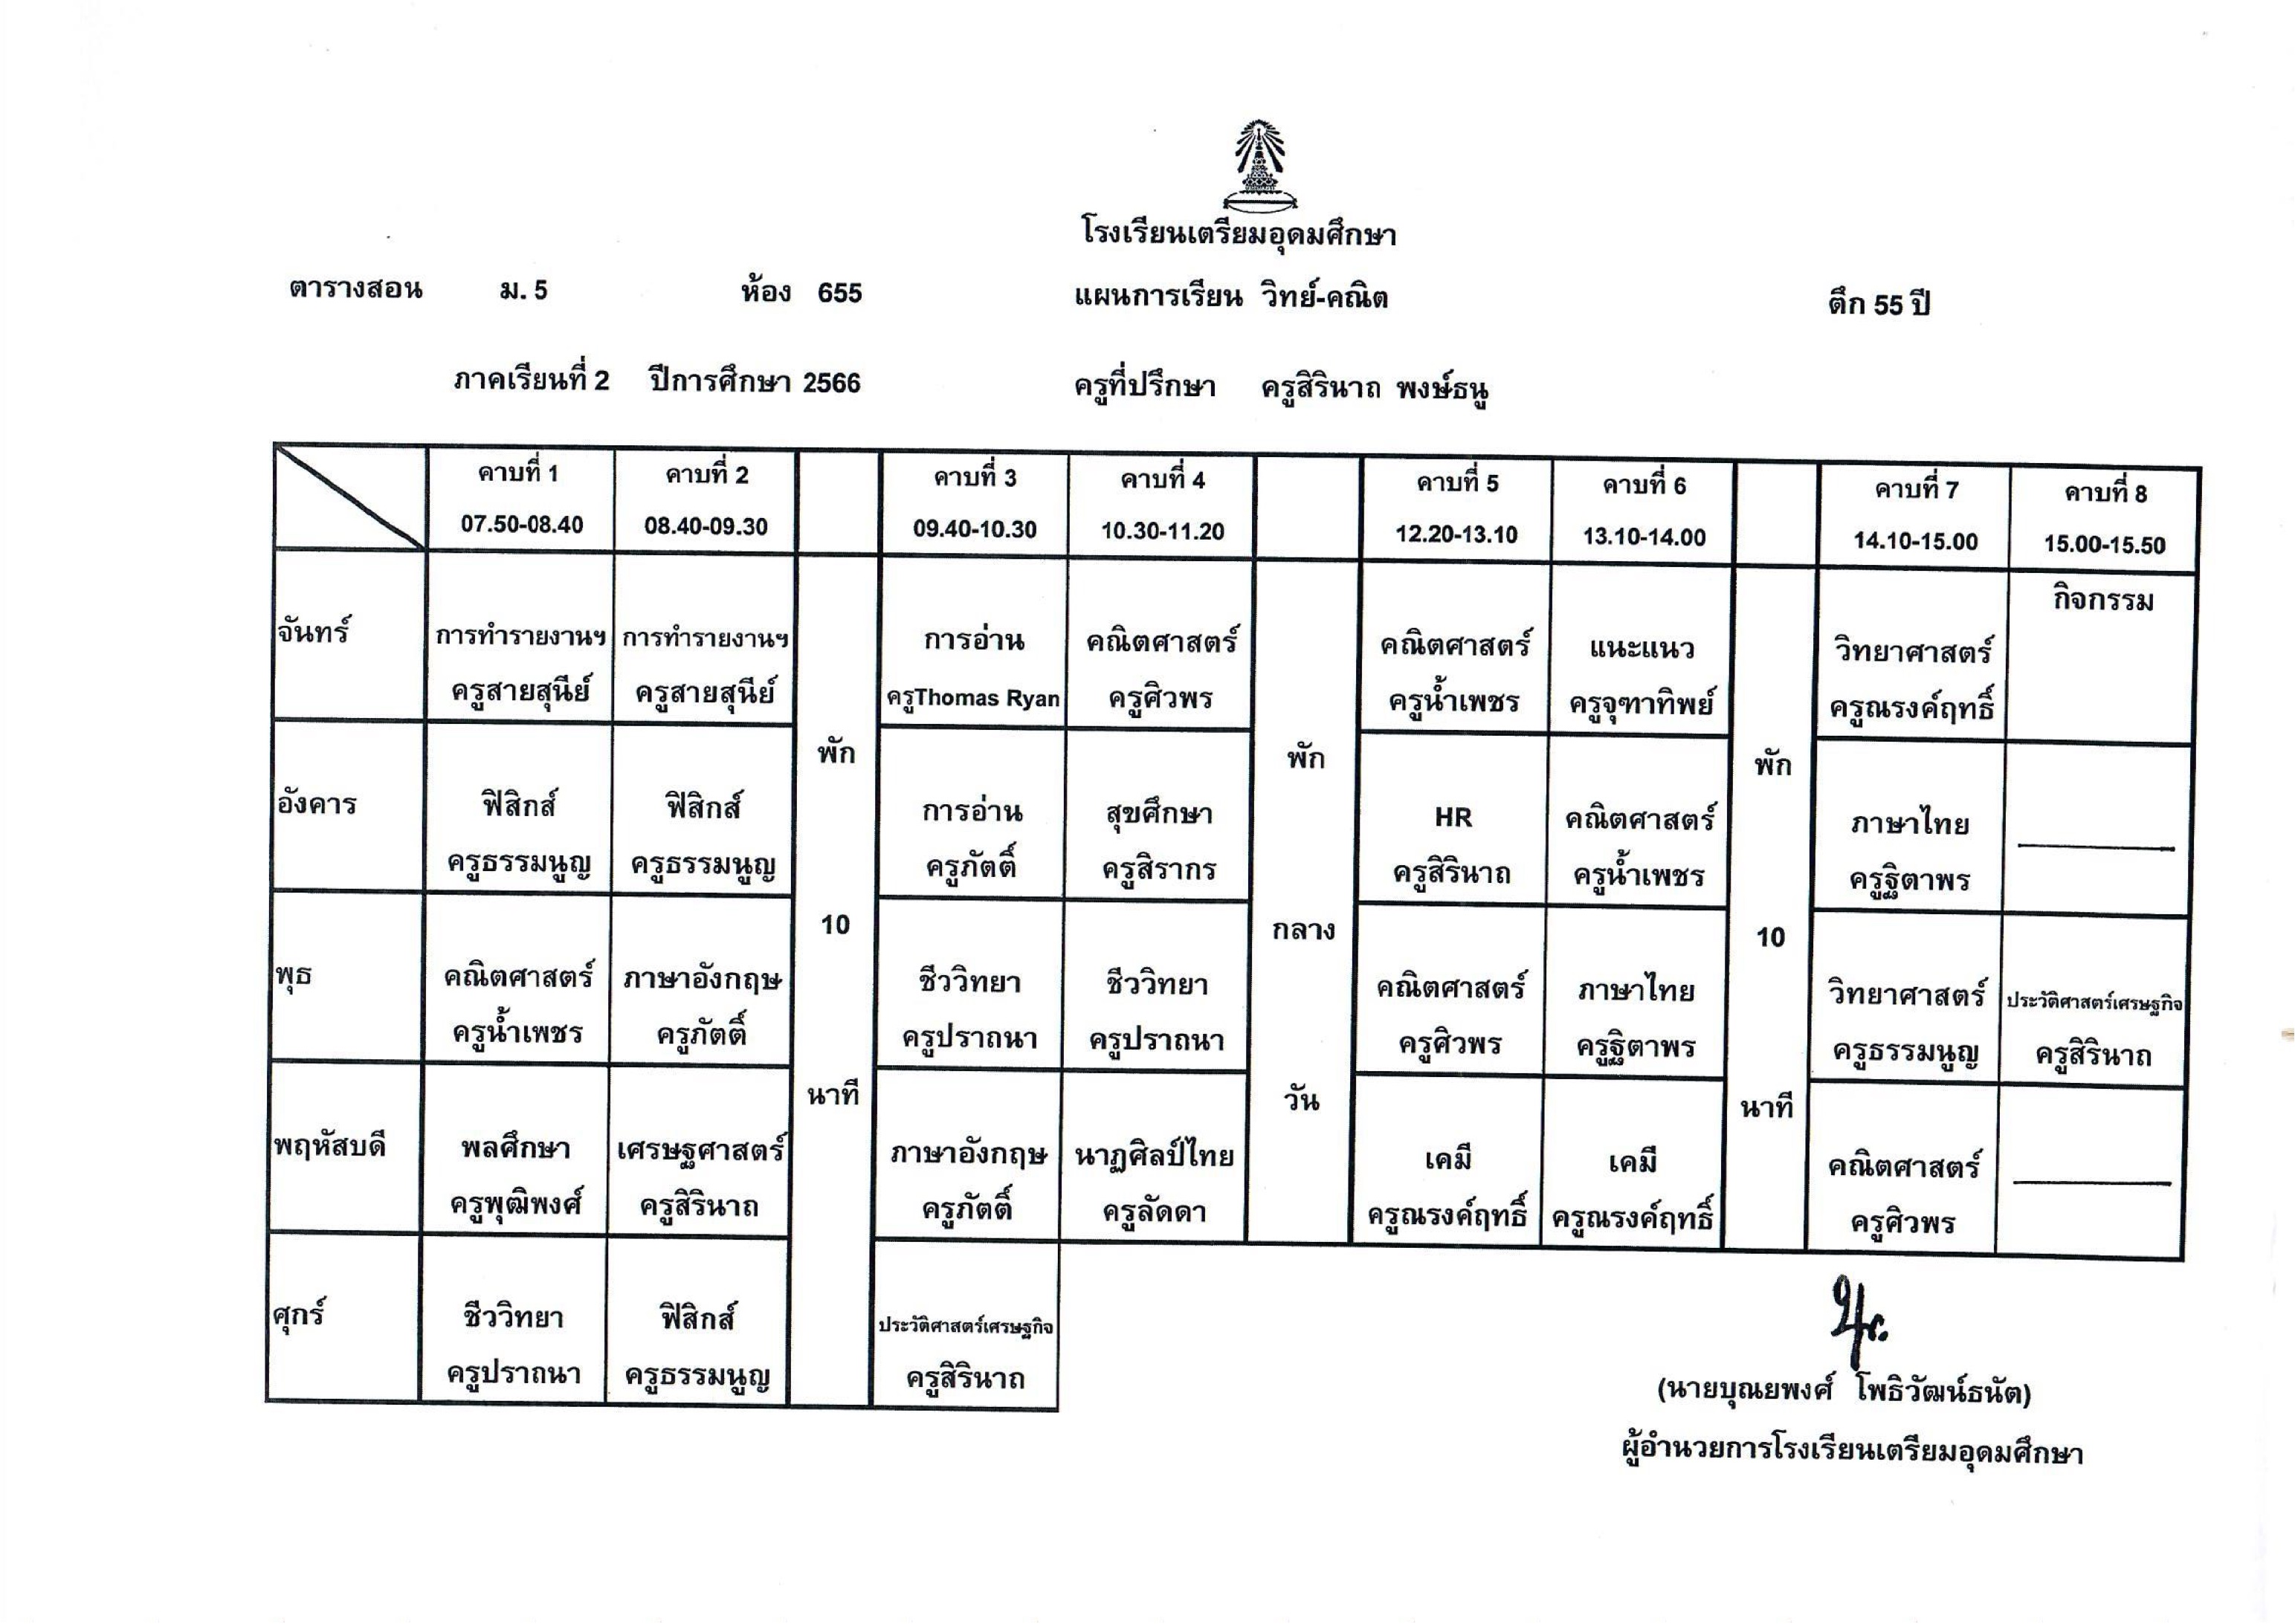 โรงเรียนเตรียมอุดมศึกษา
ตารางสอน ม. 5 ห้อง 655 แผนการเรียน วิทย์-คณิต ตึก 55 ปี
ภาคเรียนที่ 2 ปีการศึกษา 2566 ครูที่ปรึกษา ครูสิรินาถ พงษ์ธนู
คาบที่ 1 คาบที่ 2 คาบที่ 3 คาบที่ 4 คาบที่ 5 คาบที่ 6 คาบที่ 7 คาบที่ 8
07.50-08.40 08.40-09.30 09.40-10.30 10.30-11.20 12.20-13.10 13.10-14.00 14.10-15.00 15.00-15.50
จันทร์ การทำรายงานฯ การทำรายงานฯ การอ่าน คณิตศาสตร์ คณิตศาสตร์ แนะแนว วิทยาศาสตร์ กิจกรรม
ครูสายสุนีย์ ครูสายสุนีย์ ครูThomas Ryan ครูศิวพร ครูน้ำเพชร ครูจุฑาทิพย์ ครูณรงค์ฤทธิ์
พัก พัก พัก
อังคาร ฟิสิกส์ ฟิสิกส์ การอ่าน สุขศึกษา HR คณิตศาสตร์ ภาษาไทย
ครูธรรมนูญ ครูธรรมนูญ ครูภัตติ์ ครูสิรากร ครูสิรินาถ ครูน้ำเพชร ครูฐิตาพร
10 กลาง 10
พุธ คณิตศาสตร์ ภาษาอังกฤษ ชีววิทยา ชีววิทยา คณิตศาสตร์ ภาษาไทย วิทยาศาสตร์ ประวัติศาสตร์เศรษฐกิจ
ครูน้ำเพชร ครูภัตติ์ ครูปราถนา ครูปราถนา ครูศิวพร ครูฐิตาพร ครูธรรมนูญ ครูสิรินาถ
นาที วัน นาที
พฤหัสบดี พลศึกษา เศรษฐศาสตร์ ภาษาอังกฤษ นาฏศิลป์ไทย เคมี เคมี คณิตศาสตร์
ครูพุฒิพงศ์ ครูสิรินาถ ครูภัตติ์ ครูลัดดา ครูณรงค์ฤทธิ์ ครูณรงค์ฤทธิ์ ครูศิวพร
ศุกร์ ชีววิทยา ฟิสิกส์ ประวัติศาสตร์เศรษฐกิจ
ครูปราถนา ครูธรรมนูญ ครูสิรินาถ
(นายบุณยพงศ์ โพธิวัฒน์ธนัต)
ผู้อำนวยการโรงเรียนเตรียมอุดมศึกษา